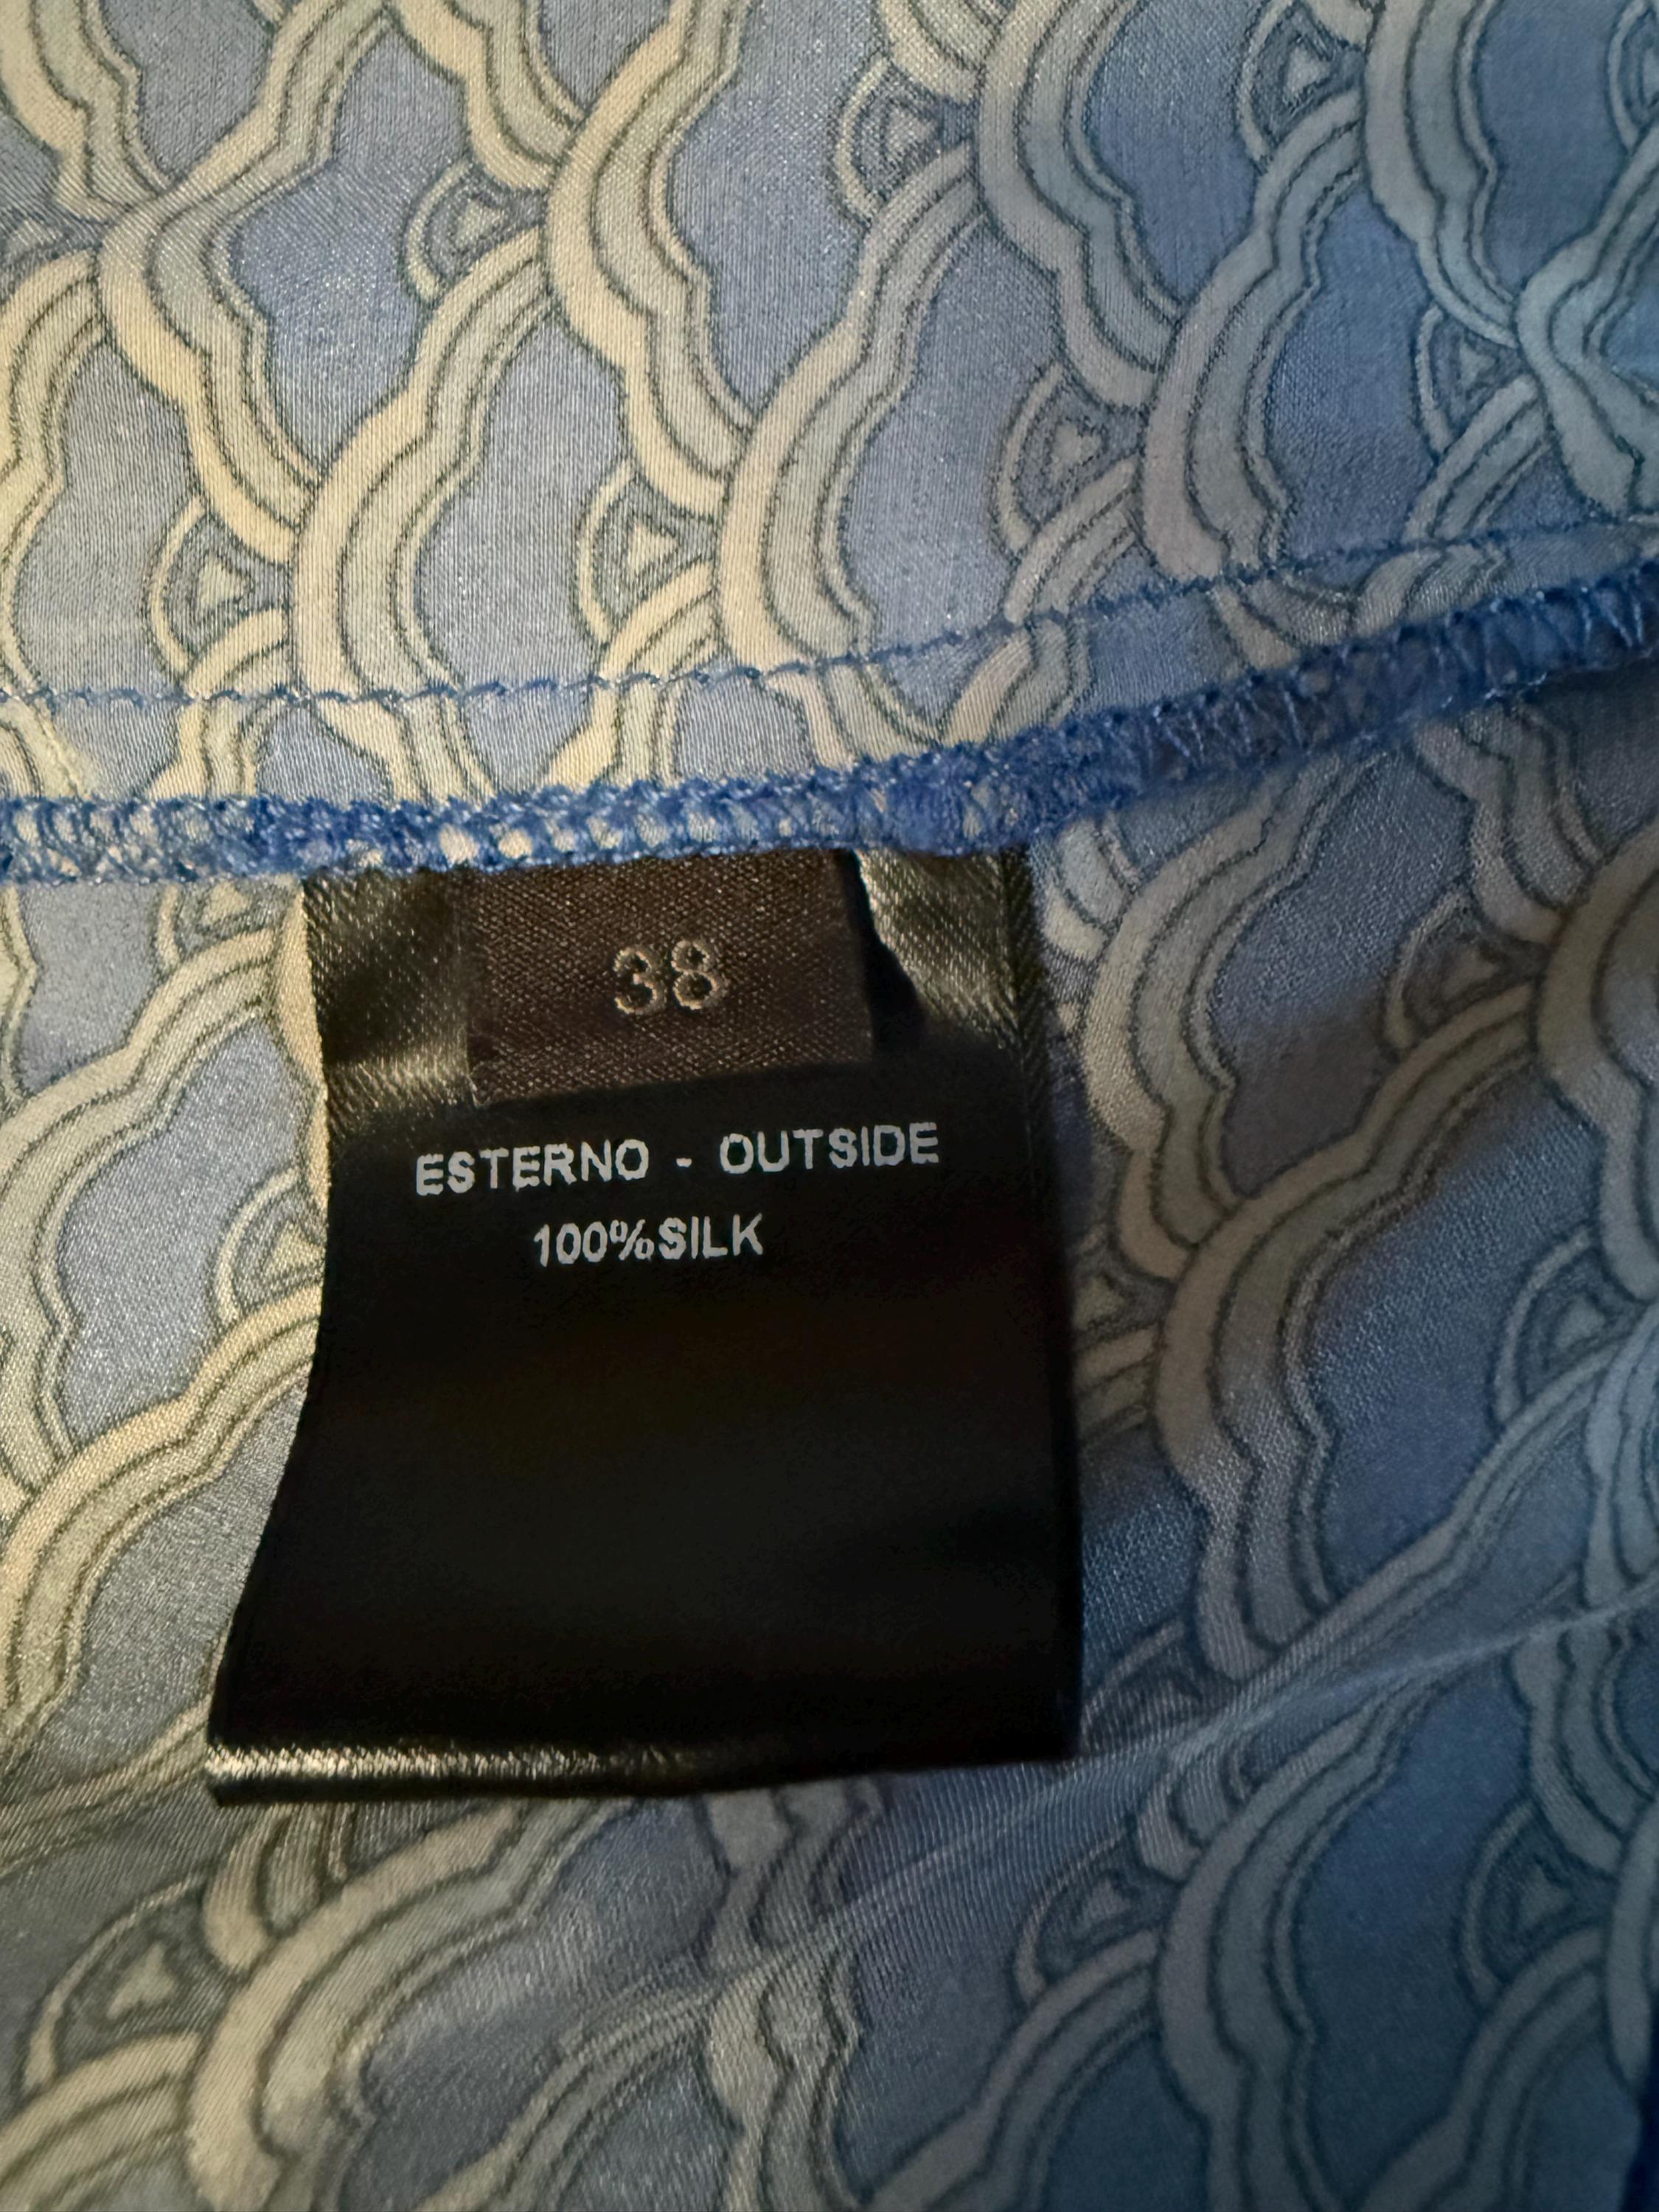 38
ESTERNO - OUTSIDE
100%SILK